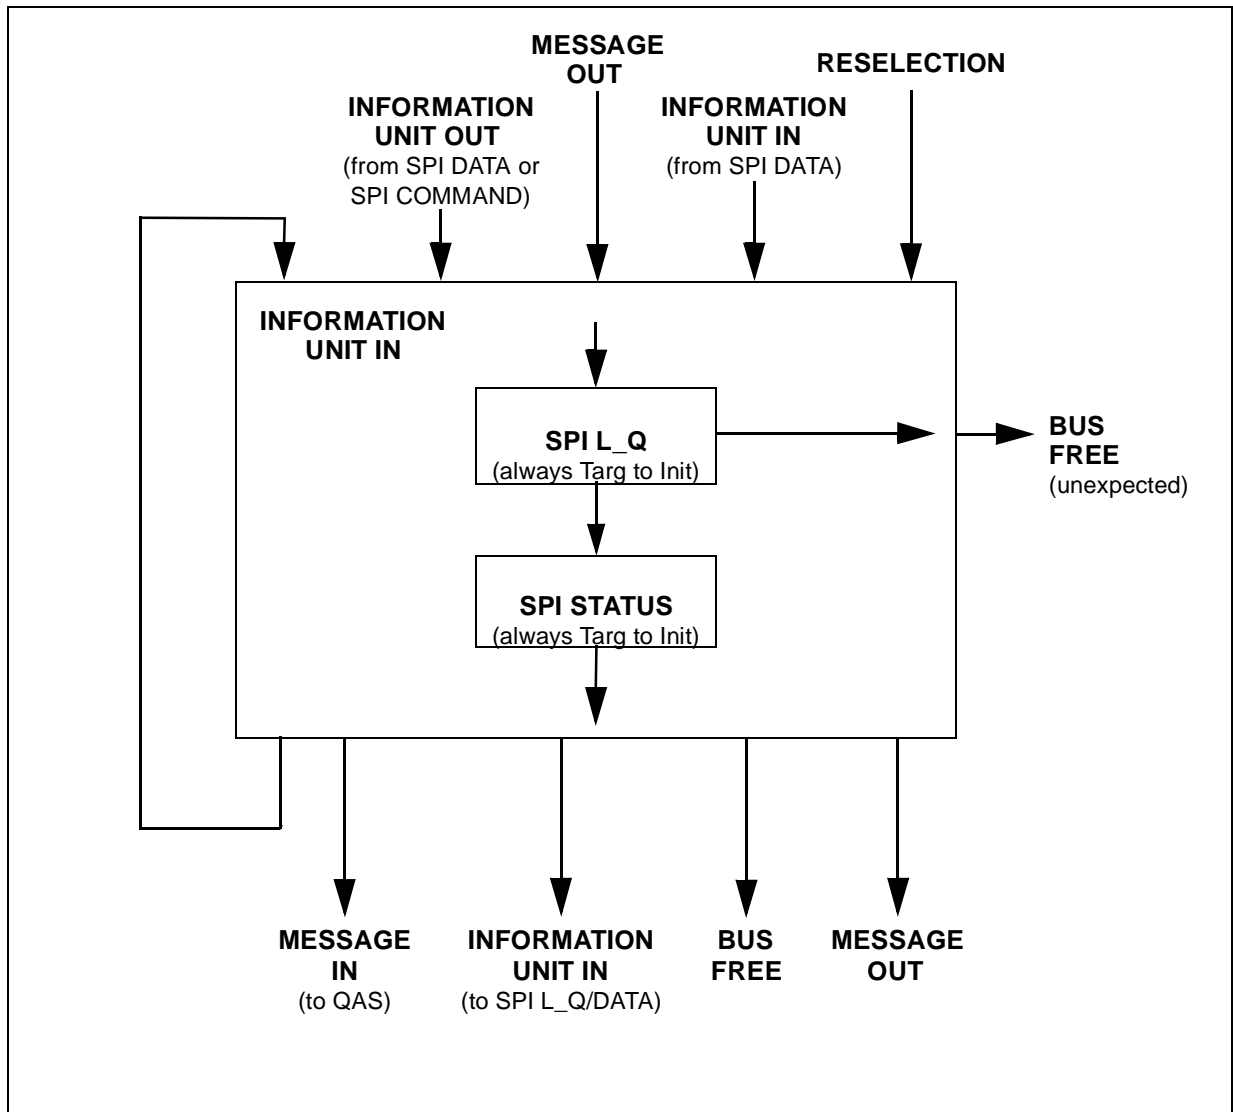 MESSAGE
OUT
RESELECTION
INFORMATION
UNIT OUT
(from SPI DATA or
SPI COMMAND)
INFORMATION
UNIT IN
(from SPI DATA)
INFORMATION
UNIT IN
SPI L_Q
(always Targ to Init)
BUS
FREE
(unexpected)
SPI STATUS
(always Targ to Init)
MESSAGE
IN
(to QAS)
INFORMATION
UNIT IN
(to SPI L_Q/DATA)
BUS
FREE
MESSAGE
OUT